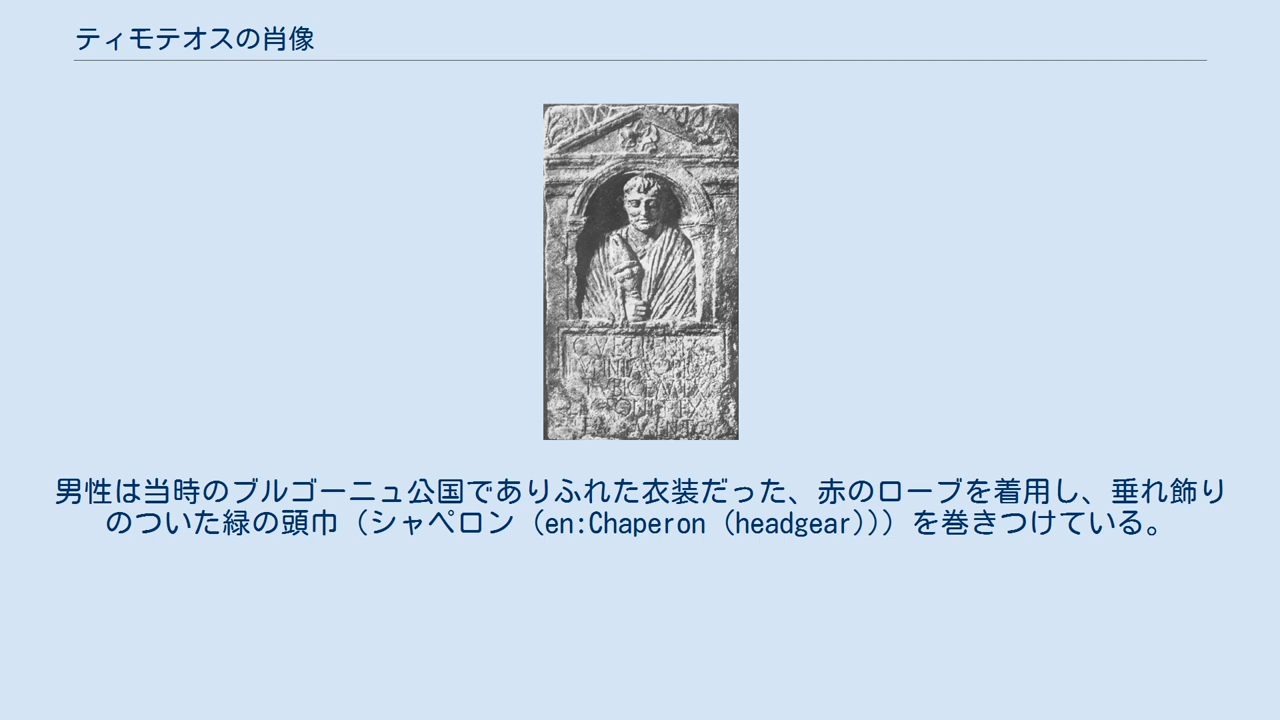 ティモテオスの肖像
男性は当時のブルゴーニュ公国でありふれた衣装だった、赤のローブを着用し、垂れ飾り
のついた緑の頭巾（シャペロン（en:Chaperon（headgear)))を巻きつけている。